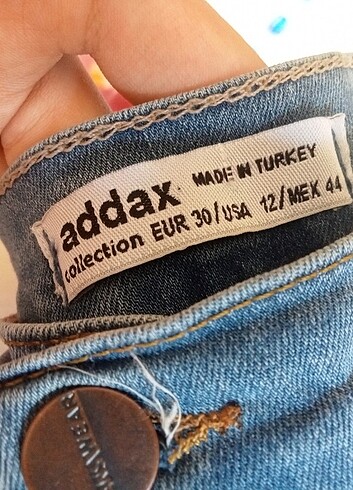 addax MADE IN TURKEY
collection EUR 30/USA 12/MEX 44